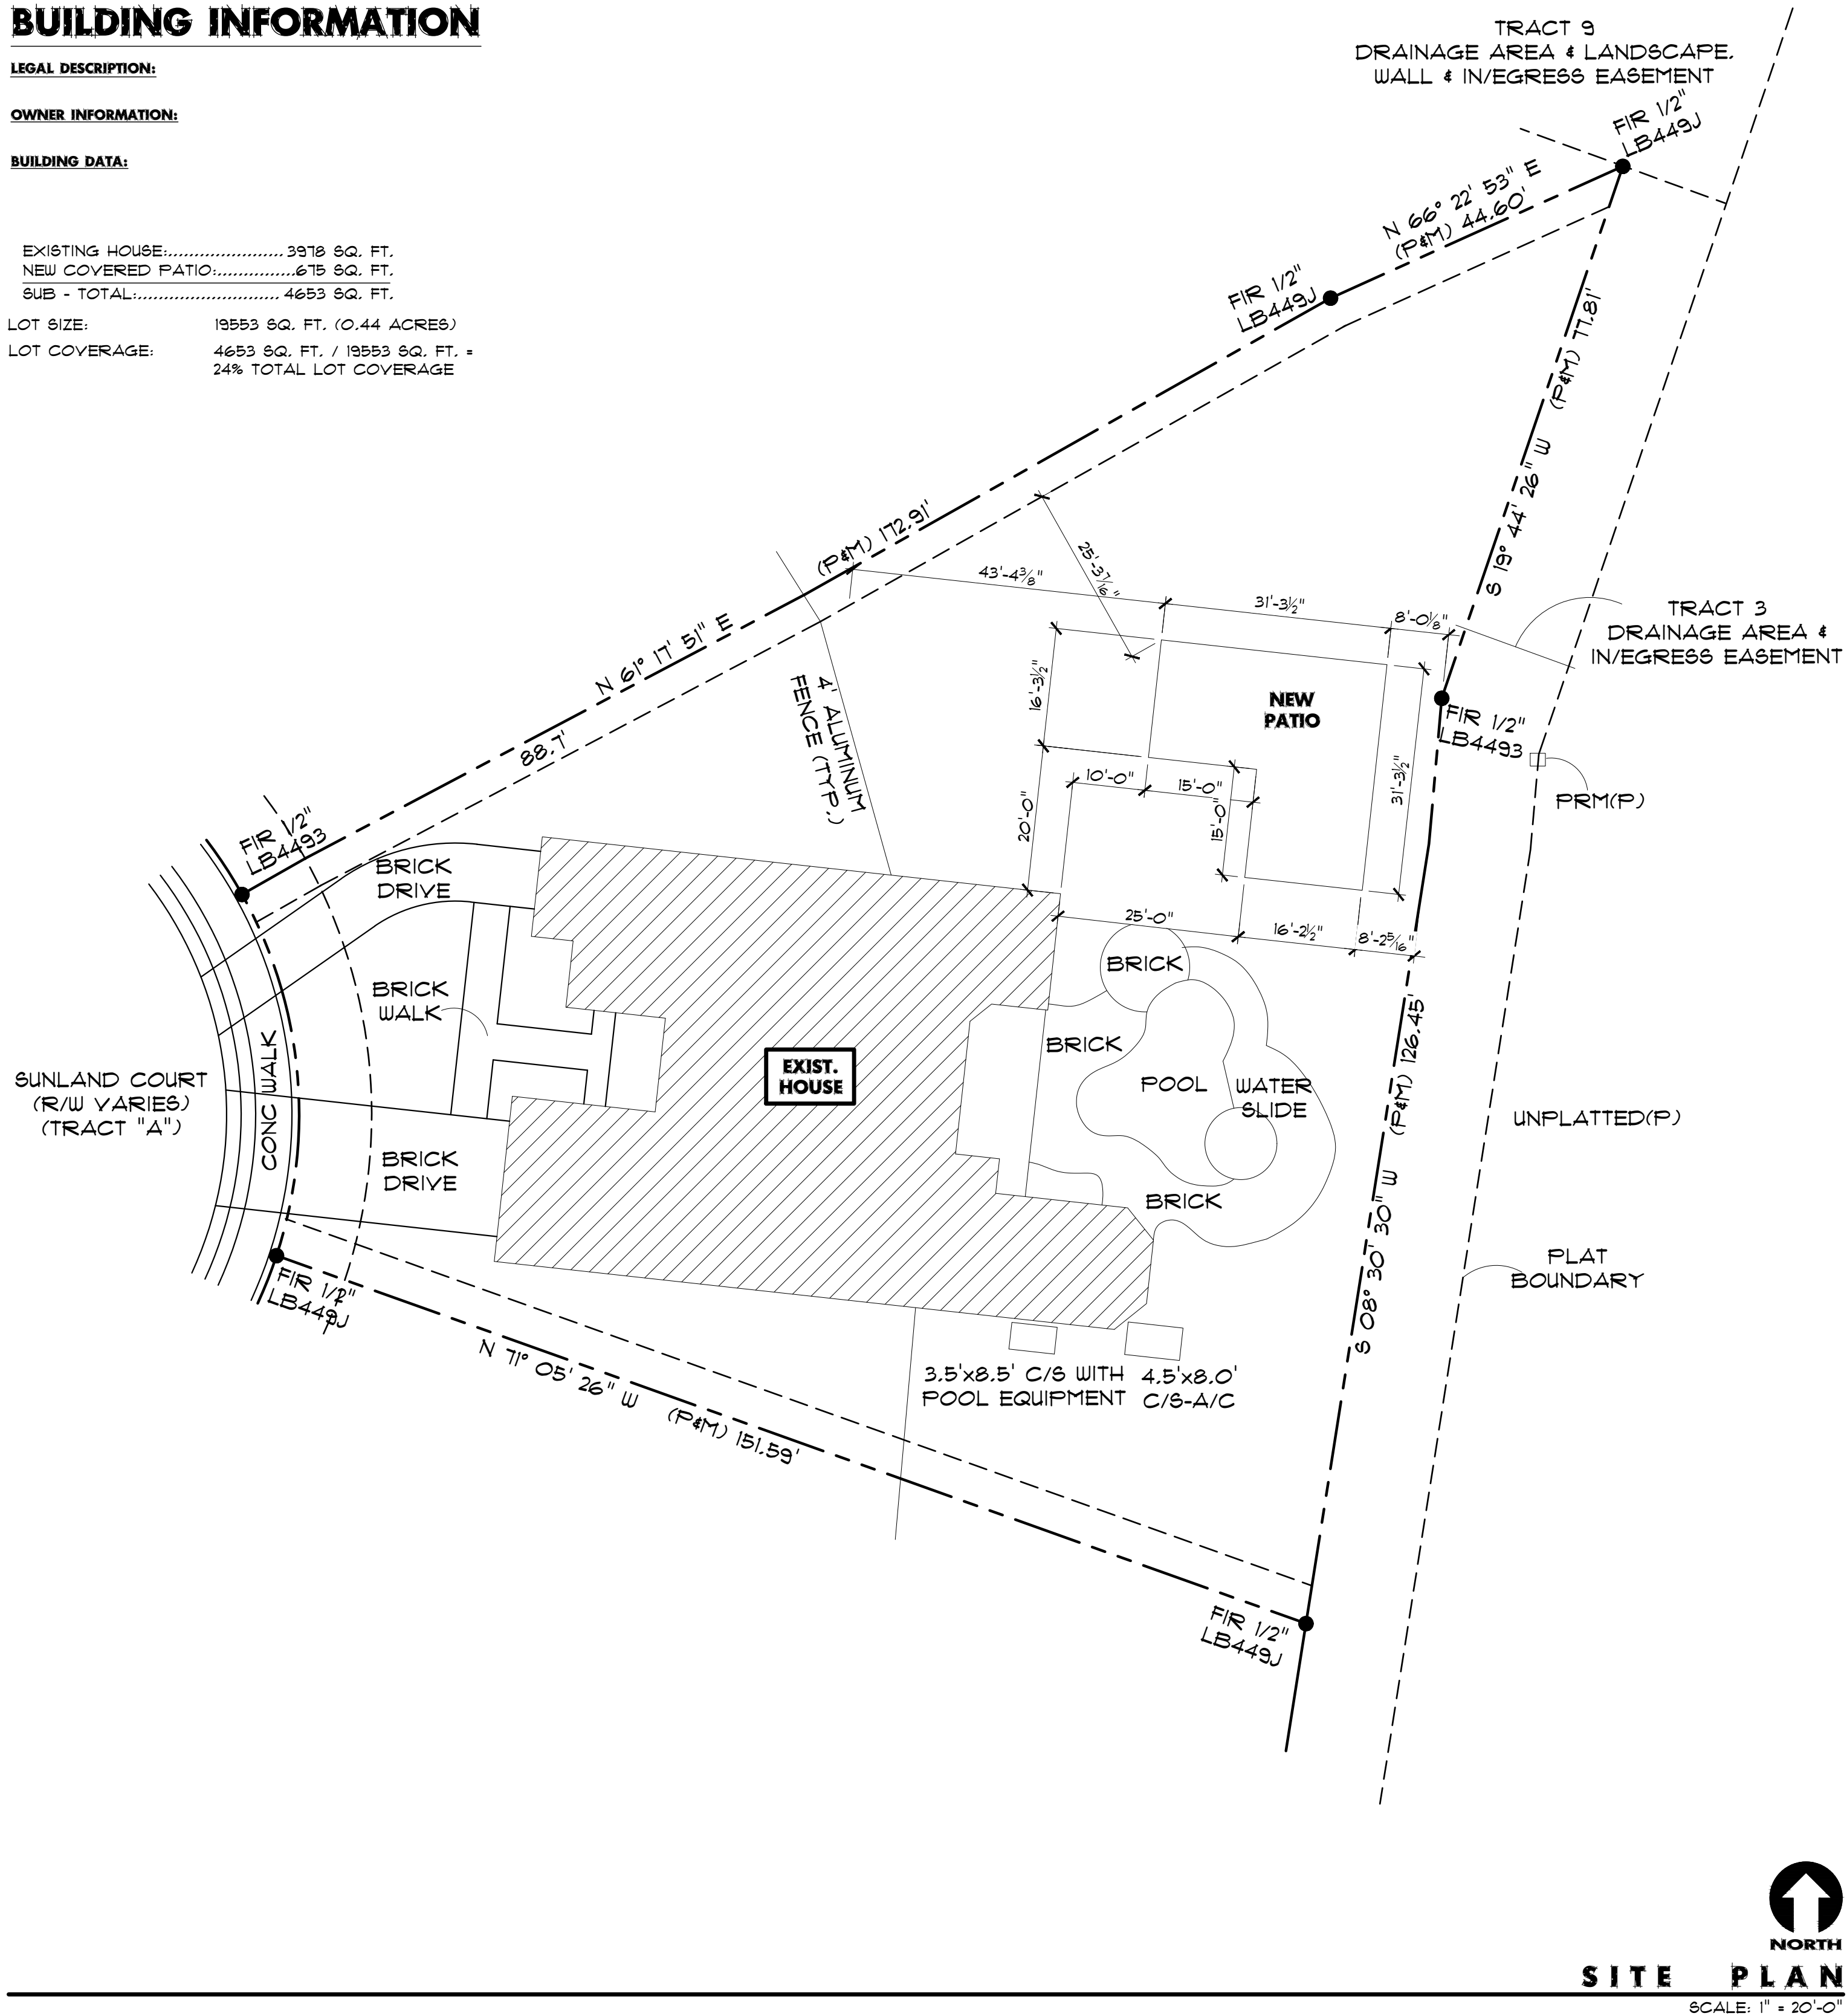 BUILDING INFORMATION
LEGAL DESCRIPTION:
OWNER INFORMATION:
BUILDING DATA:
EXISTING HOUSE:......................3978 SQ. FT.
NEW COVERED PATIO:...............675 SQ. FT.
SUB - TOTAL:........................... 4653 SQ. FT.
LOT SIZE: 19553 SQ. FT. (0.44 ACRES)
LOT COVERAGE: 4653 SQ. FT. / 19553 SQ. FT. =
24% TOTAL LOT COVERAGE
TRACT 9
DRAINAGE AREA & LANDSCAPE.
WALL & IN/EGRESS EASEMENT
FIR 1/2"
LB449J
N 66° 22' 53" E
(P&M) 44.60'
FIR 1/2"
LB449J
(P&M) 77.81'
S 19° 44' 26" W
(P&M) 172.91'
N 61° 17' 51" E
88.7'
25'-3 7/16"
43'-4 3/8"
31'-3 1/2"
8'-0 1/8"
TRACT 3
DRAINAGE AREA &
IN/EGRESS EASEMENT
4' ALUMINUM
FENCE (TYP.)
16'-3 1/2"
NEW
PATIO
FIR 1/2"
LB4493
31'-3 1/2"
10'-0"
15'-0"
15'-0"
20'-0"
PRM(P)
FIR 1/2"
LB4493
BRICK
DRIVE
25'-0"
16'-2 1/2"
8'-2 5/16"
BRICK
BRICK
WALK
BRICK
EXIST.
HOUSE
POOL
WATER
SLIDE
(P&M) 126.45'
S 08° 30' 30" W
UNPLATTED(P)
SUNLAND COURT
(R/W VARIES)
(TRACT "A")
CONC WALK
BRICK
DRIVE
BRICK
PLAT
BOUNDARY
FIR 1/2"
LB449J
N 71° 05' 26" W
(P&M) 151.59'
3.5'x8.5' C/S WITH
POOL EQUIPMENT
4.5'x8.0'
C/S-A/C
FIR 1/2"
LB449J
NORTH
SITE PLAN
SCALE: 1" = 20'-0"